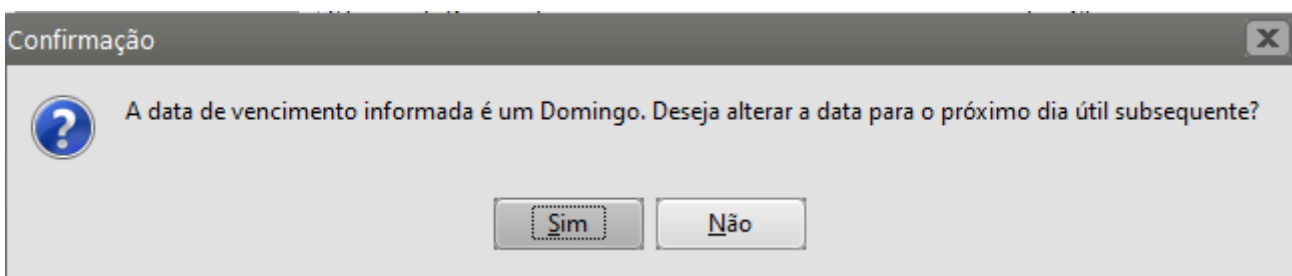 Confirmação
A data de vencimento informada é um Domingo. Deseja alterar a data para o próximo dia útil subsequente?
Sim
Não